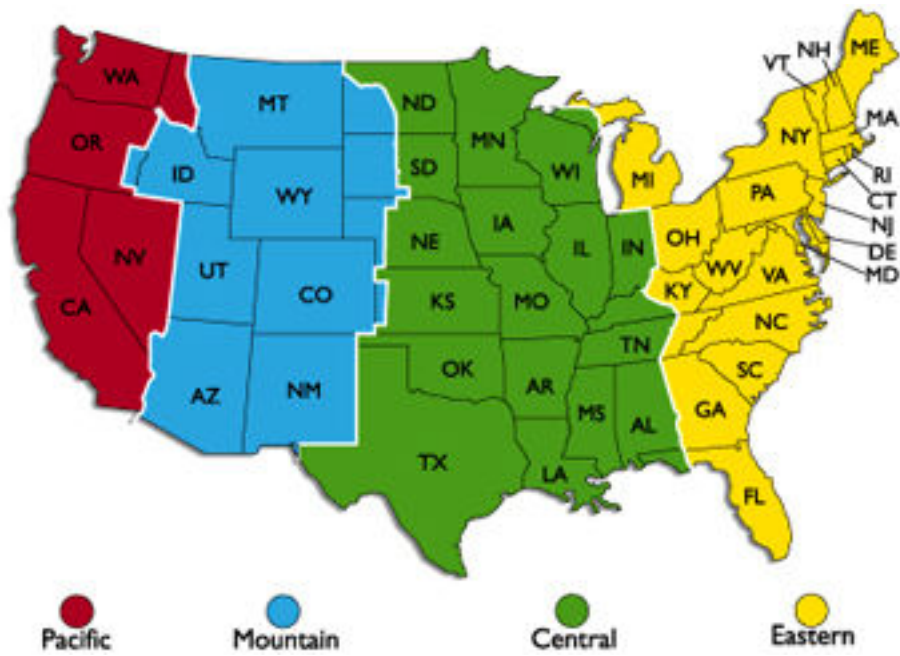 WA
OR
CA
NV
ID
MT
WY
UT
CO
AZ
NM
ND
SD
NE
KS
OK
TX
MN
IA
MO
AR
LA
WI
IL
IN
TN
MS
AL
MI
OH
KY
WV
VA
NC
SC
GA
FL
PA
NY
VT
NH
ME
MA
RI
CT
NJ
DE
MD
Pacific
Mountain
Central
Eastern